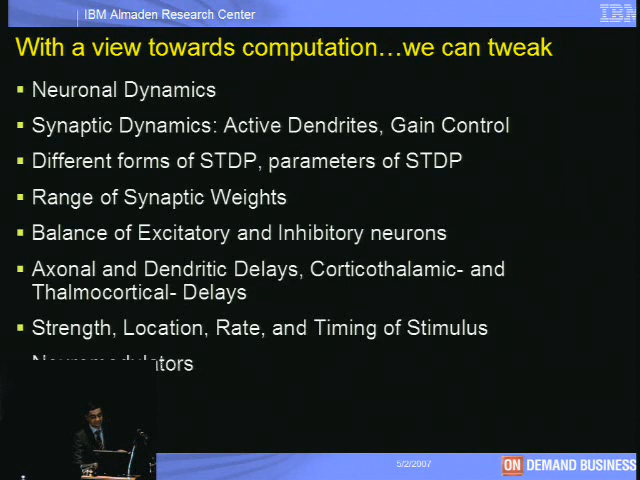 IBM Almaden Research Center
IBM
With a view towards computation…we can tweak
▪ Neuronal Dynamics
▪ Synaptic Dynamics: Active Dendrites, Gain Control
▪ Different forms of STDP, parameters of STDP
▪ Range of Synaptic Weights
▪ Balance of Excitatory and Inhibitory neurons
▪ Axonal and Dendritic Delays, Corticothalamic- and
Thalmocortical- Delays
▪ Strength, Location, Rate, and Timing of Stimulus
Neuromodulators
5/2/2007
ON DEMAND BUSINESS